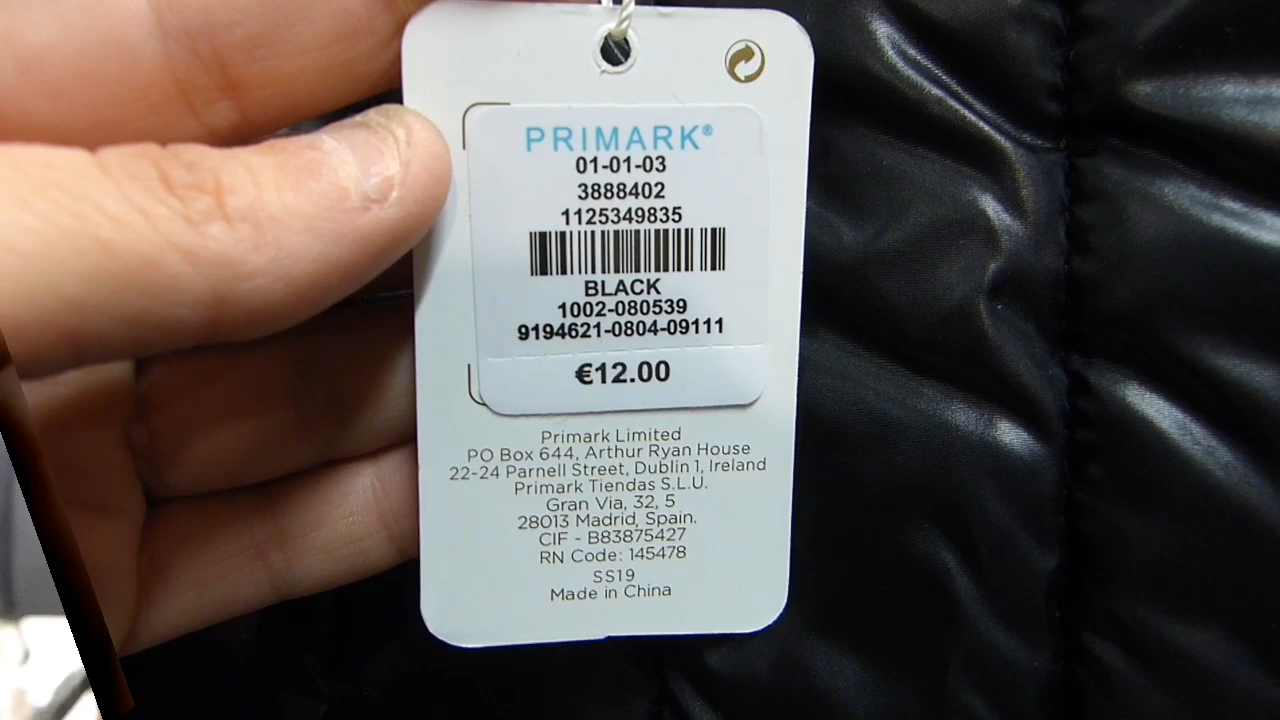 PRIMARK®
01-01-03
3888402
1125349835
BLACK
1002-080539
9194621-0804-09111
€12.00
Primark Limited
PO Box 644, Arthur Ryan House
22-24 Parnell Street, Dublin 1, Ireland
Primark Tiendas S.L.U.
Gran Via, 32, 5
28013 Madrid, Spain.
CIF - B83875427
RN Code: 145478
SS19
Made in China